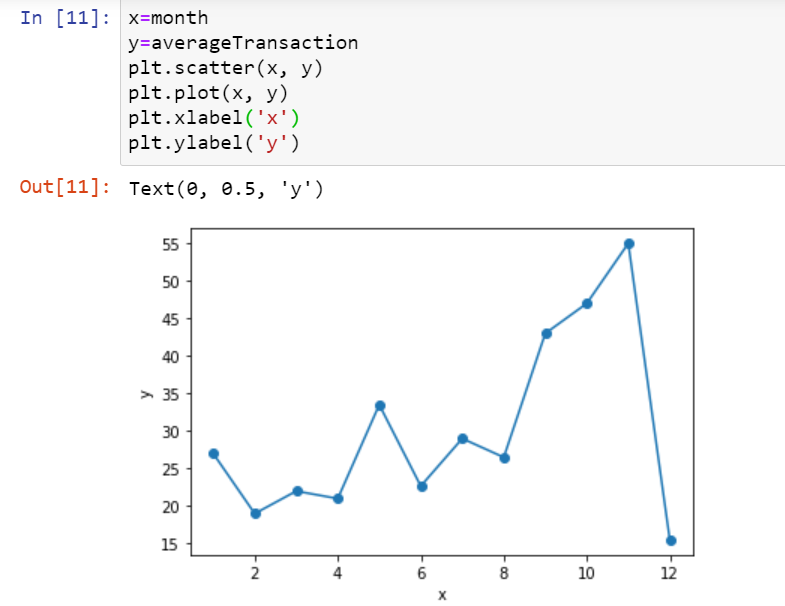 In [11]: x=month
y=averageTransaction
plt.scatter(x, y)
plt.plot(x, y)
plt.xlabel('x')
plt.ylabel('y')
Out[11]: Text(0, 0.5, 'y')
55
50
45
40
35
30
25
20
15
y
2 4 6 8 10 12
x